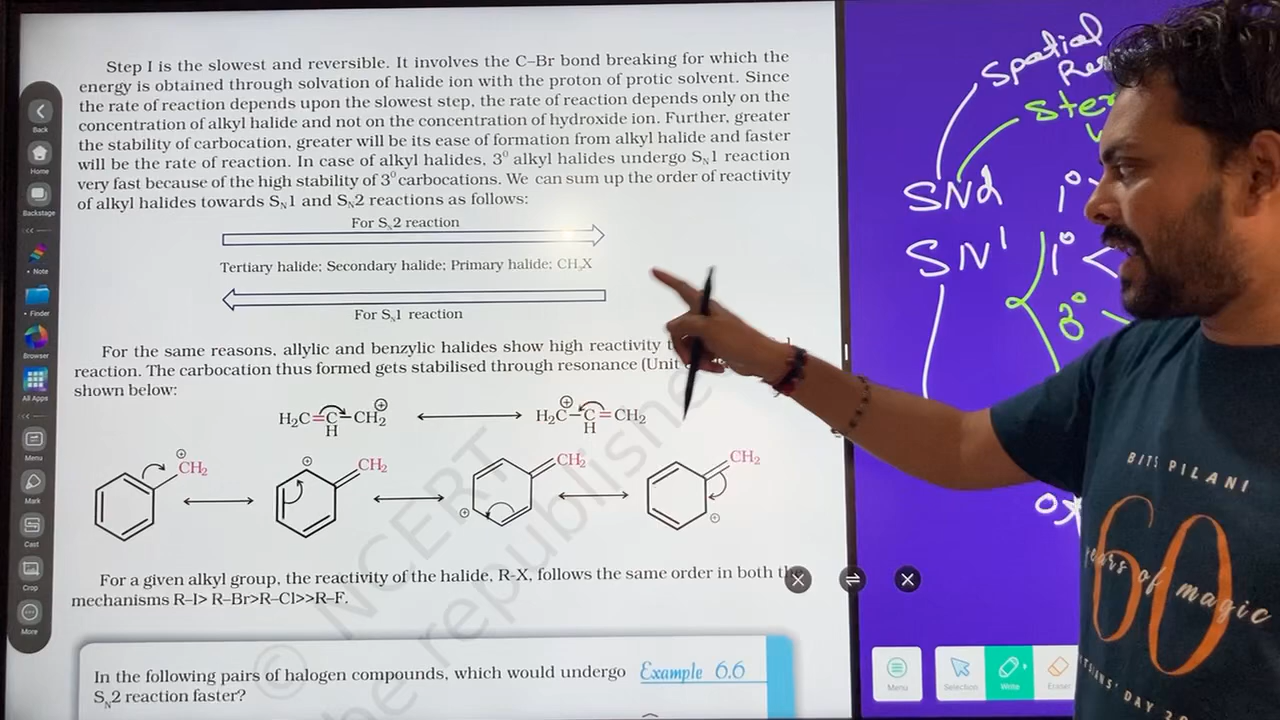 Step I is the slowest and reversible. It involves the C–Br bond breaking for which the
energy is obtained through solvation of halide ion with the proton of protic solvent. Since
the rate of reaction depends upon the slowest step, the rate of reaction depends only on the
concentration of alkyl halide and not on the concentration of hydroxide ion. Further, greater
the stability of carbocation, greater will be its ease of formation from alkyl halide and faster
will be the rate of reaction. In case of alkyl halides, 3⁰ alkyl halides undergo SN1 reaction
very fast because of the high stability of 3⁰ carbocations. We can sum up the order of reactivity
of alkyl halides towards SN1 and SN2 reactions as follows:
For SN2 reaction
Tertiary halide; Secondary halide; Primary halide; CH3X
For SN1 reaction
For the same reasons, allylic and benzylic halides show high reactivity
reaction. The carbocation thus formed gets stabilised through resonance (Unit
shown below:
H₂C=C–CH₂ ⊕ H₂C–C=CH₂ ⊕
H H
⊕ CH₂ ⊕ CH₂ ⊕ CH₂ ⊕ CH₂
For a given alkyl group, the reactivity of the halide, R-X, follows the same order in both
mechanisms R–I> R–Br>R–Cl>>R–F.
In the following pairs of halogen compounds, which would undergo
SN2 reaction faster?
Example 6.6
© NCERT
republishe
Back
Home
Backstage
Note
Finder
Browser
All Apps
Menu
Mark
Cast
Crop
More
Spatial
SN2 1°
SN1 1° <
3°
Menu
Selection
Write
Eraser
BITS PILANI
60
years of magic